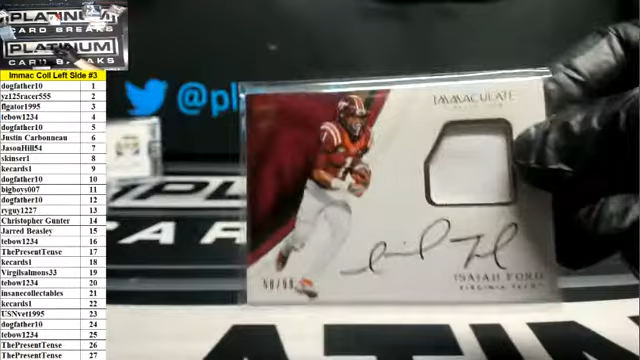 PLATINUM
CARD BREAKS
PLATINUM
CARD BREAKS
Immac Coll Left Side #3
dogfather10 1
yz125racer555 2
flgator1995 3
tebow1234 4
dogfather10 5
Justin Carbonneau 6
JasonHill54 7
skinser1 8
kecards1 9
dogfather10 10
bigboys007 11
dogfather10 12
ryguy1227 13
Christopher Gunter 14
Jarred Beasley 15
tebow1234 16
ThePresentTense 17
kecards1 18
Virgilsalmons33 19
tebow1234 20
insanecollectables 21
kecards1 22
USNvet1995 23
dogfather10 24
tebow1234 25
ThePresentTense 26
ThePresentTense 27
@pl
IMMACULATE
ISAIAH FORD
VIRGINIA TECH